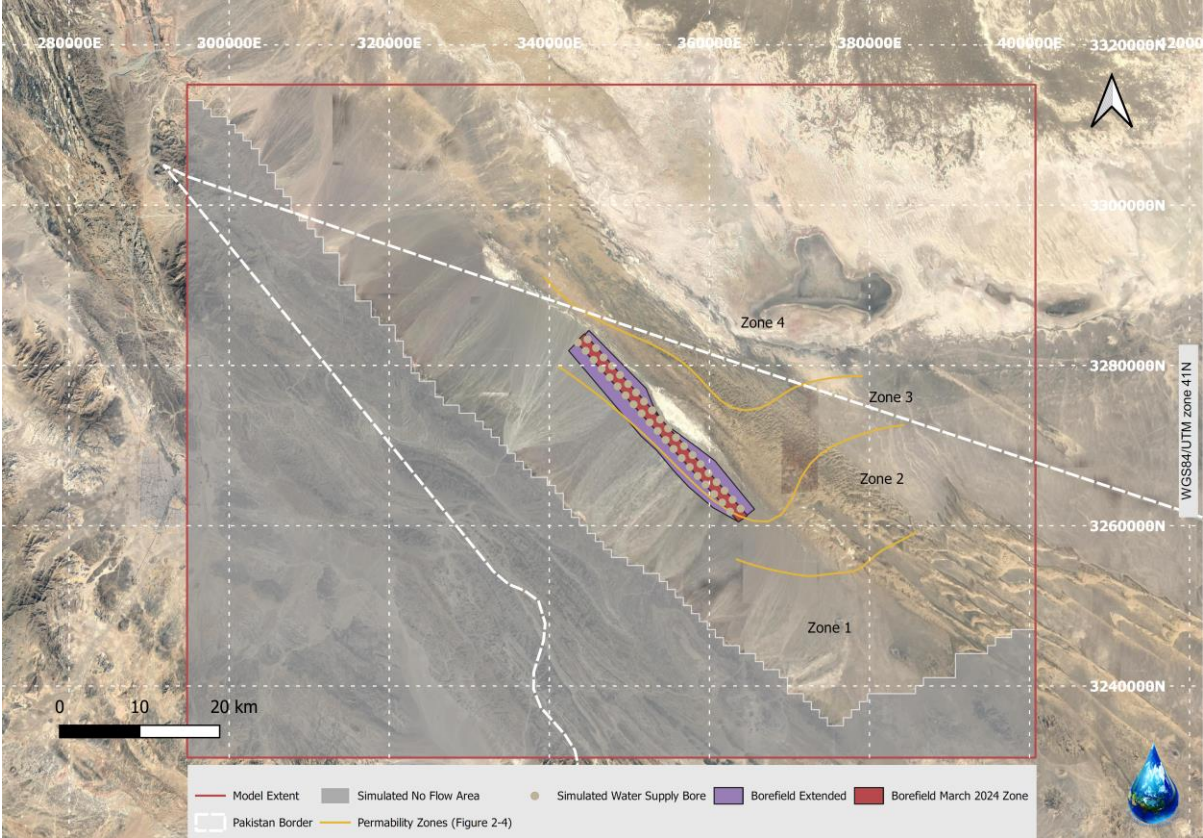 280000E 300000E 320000E 340000E 360000E 380000E 400000E 3320000N
3300000N
Zone 4
3280000N
Zone 3
WGS84/UTM zone 41N
Zone 2
3260000N
Zone 1
3240000N
0 10 20 km
Model Extent Simulated No Flow Area Simulated Water Supply Bore Borefield Extended Borefield March 2024 Zone
Pakistan Border Permability Zones (Figure 2-4)